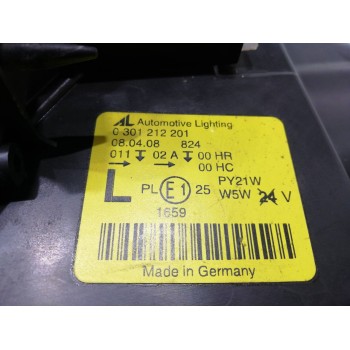 AL Automotive Lighting
0 301 212 201
08.04.08 824
011 02 A 00 HR
00 HC
L PL E1 25 PY21W
W5W 24 V
1659
Made in Germany